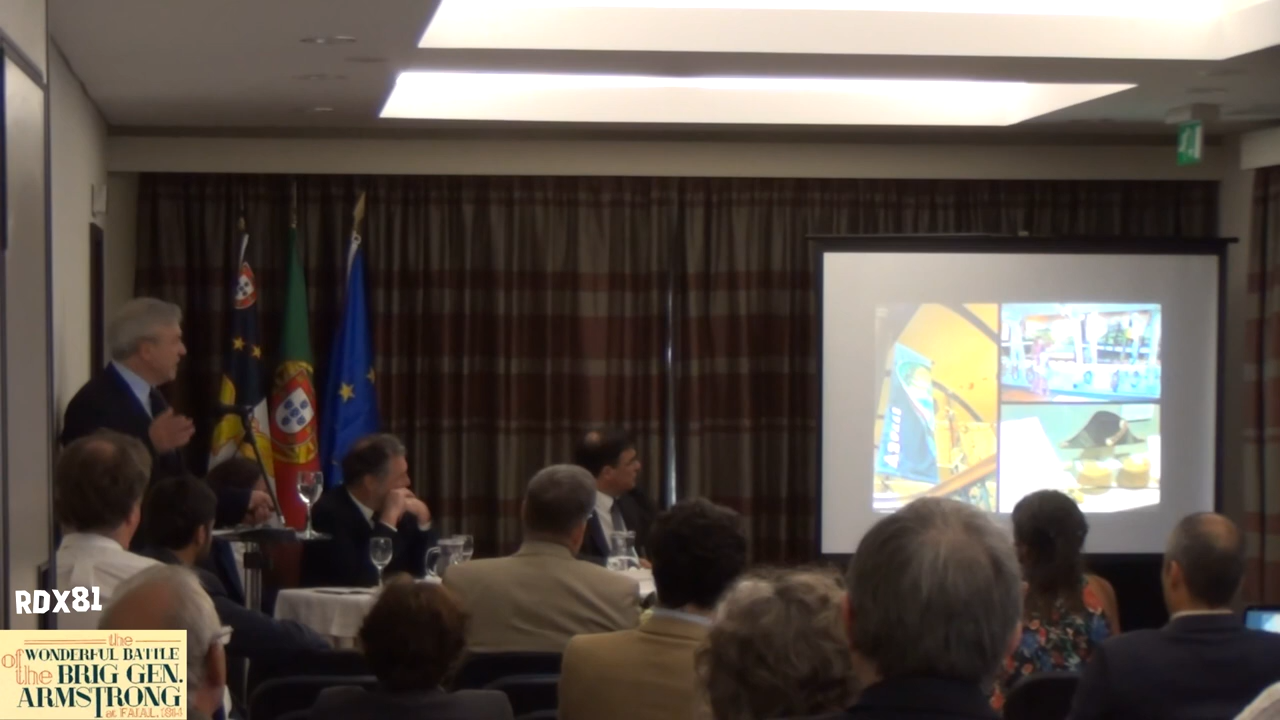 RDX81
the
WONDERFUL BATTLE
of the BRIG GEN.
ARMSTRONG
at FAIAL. 1814